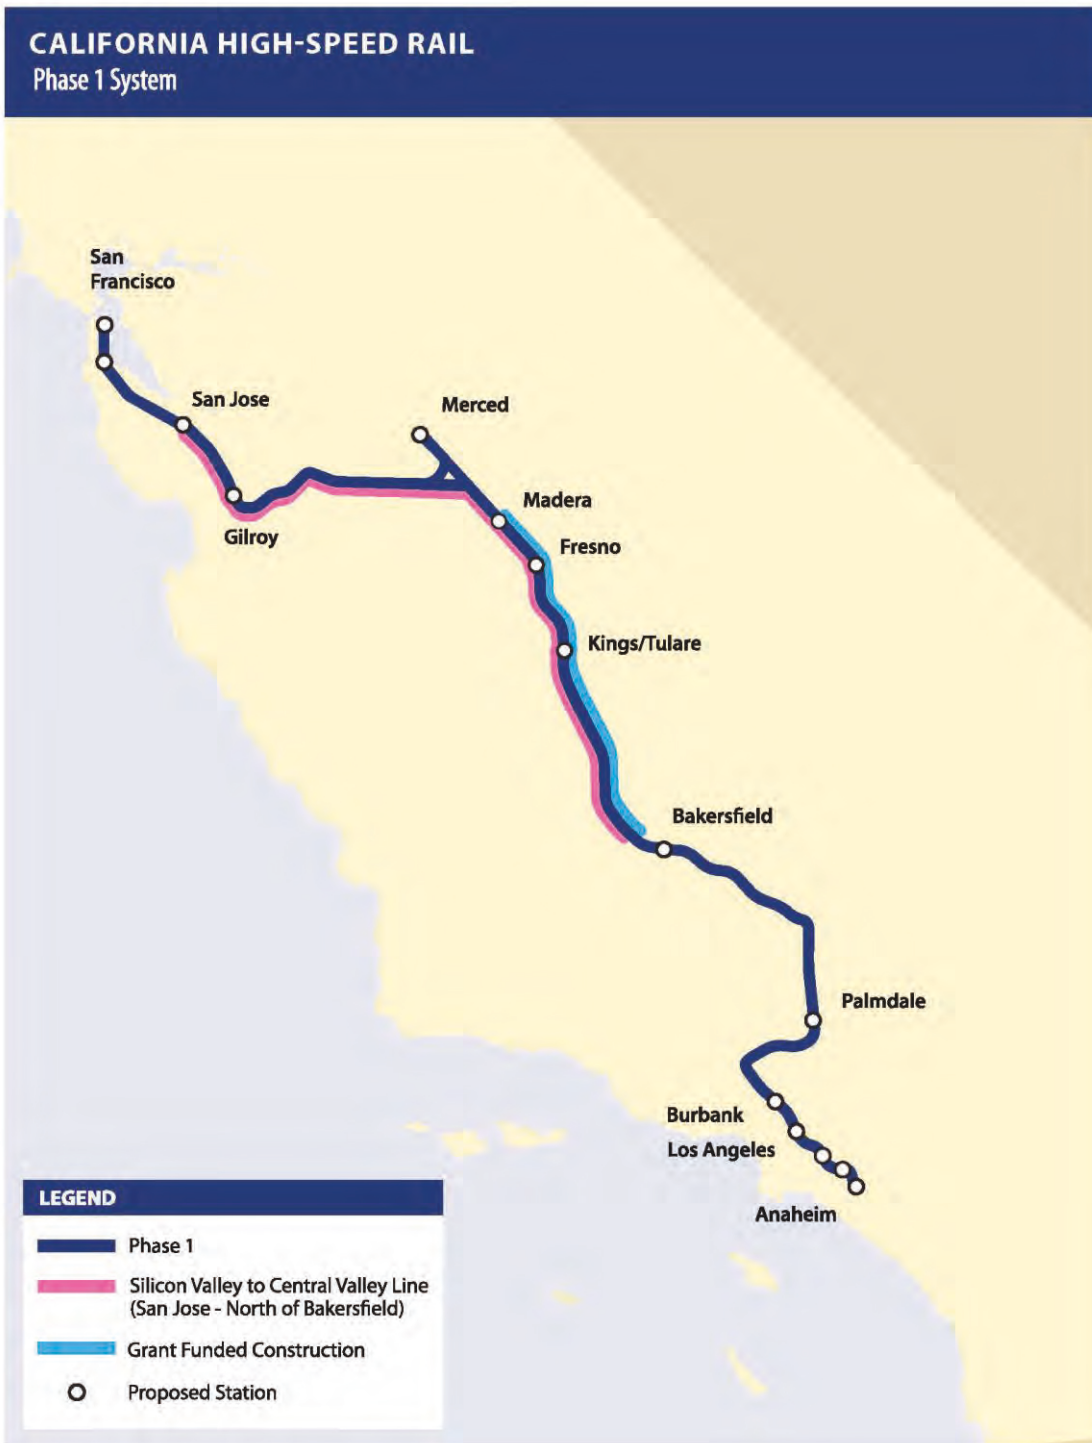 CALIFORNIA HIGH-SPEED RAIL
Phase 1 System
San
Francisco
San Jose
Merced
Gilroy
Madera
Fresno
Kings/Tulare
Bakersfield
Palmdale
Burbank
Los Angeles
Anaheim
LEGEND
Phase 1
Silicon Valley to Central Valley Line
(San Jose - North of Bakersfield)
Grant Funded Construction
Proposed Station